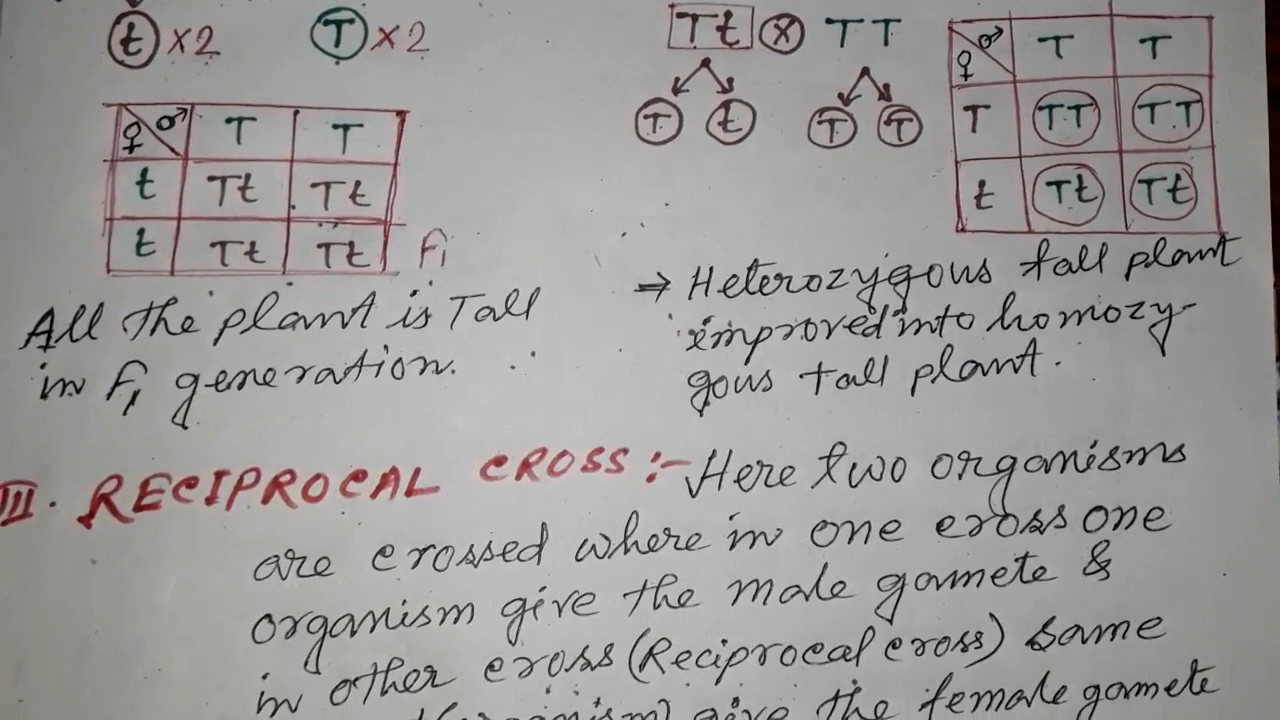 t ×2 T ×2
♀ ♂ T T
t Tt Tt
t Tt Tt F1
All the plant is Tall
in F1 generation.
Tt × TT
T t T T
♀ ♂ T T
T TT TT
t Tt Tt
→ Heterozygous tall plant
improved into homozy-
gous tall plant.
III. RECIPROCAL CROSS :- Here two organisms
are crossed where in one cross one
organism give the male gamete &
in other cross (Reciprocal cross) same
give the female gamete